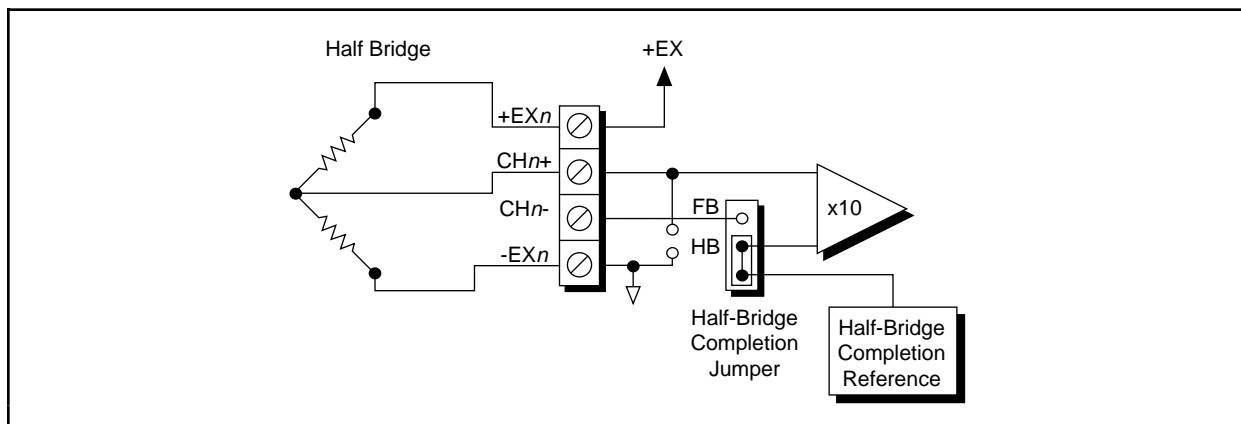 Half Bridge
+EX
+EXn
CHn+
CHn-
-EXn
FB
HB
x10
Half-Bridge
Completion
Jumper
Half-Bridge
Completion
Reference